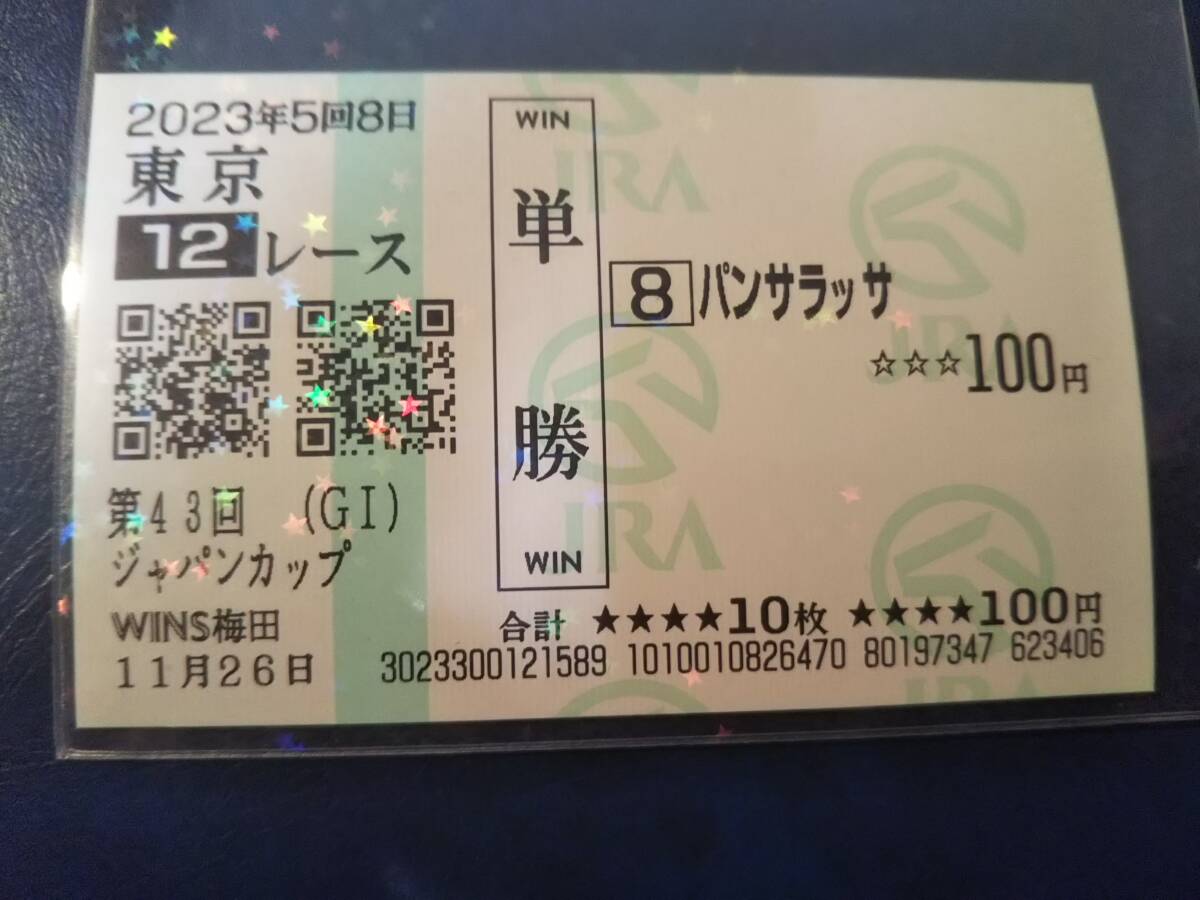 2023年5回8日
東京
12レース
第43回 (GI)
ジャパンカップ
WINS梅田
11月26日
WIN
単勝
WIN
8 パンサラッサ
☆☆☆100円
合計 ★★★★10枚 ★★★★100円
3023300121589 1010010826470 80197347 623406
JRA
JRA
JRA
JRA